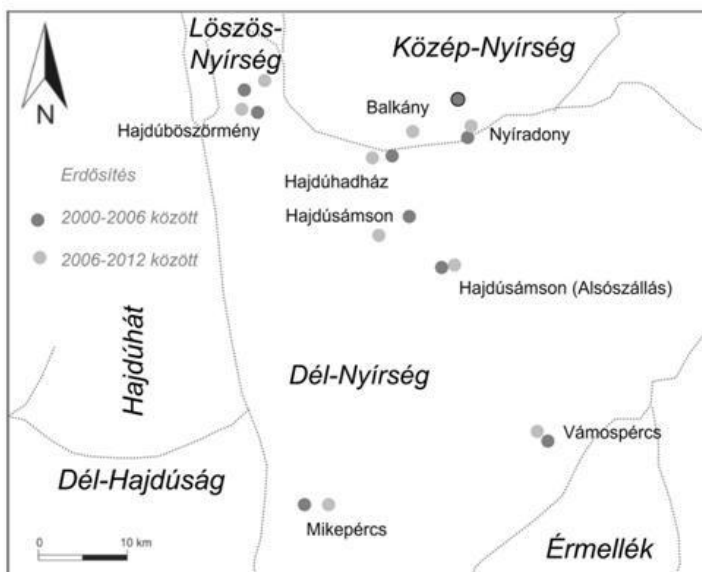 Löszös-
Nyírség
Közép-Nyírség
N
Balkány
Nyíradony
Hajdúböszörmény
Hajdúhadház
Erdősítés
2000-2006 között
2006-2012 között
Hajdúsámson
Hajdúsámson (Alsószállás)
Hajdúhát
Dél-Nyírség
Vámospércs
Dél-Hajdúság
Mikepércs
Érmellék
0 10 km